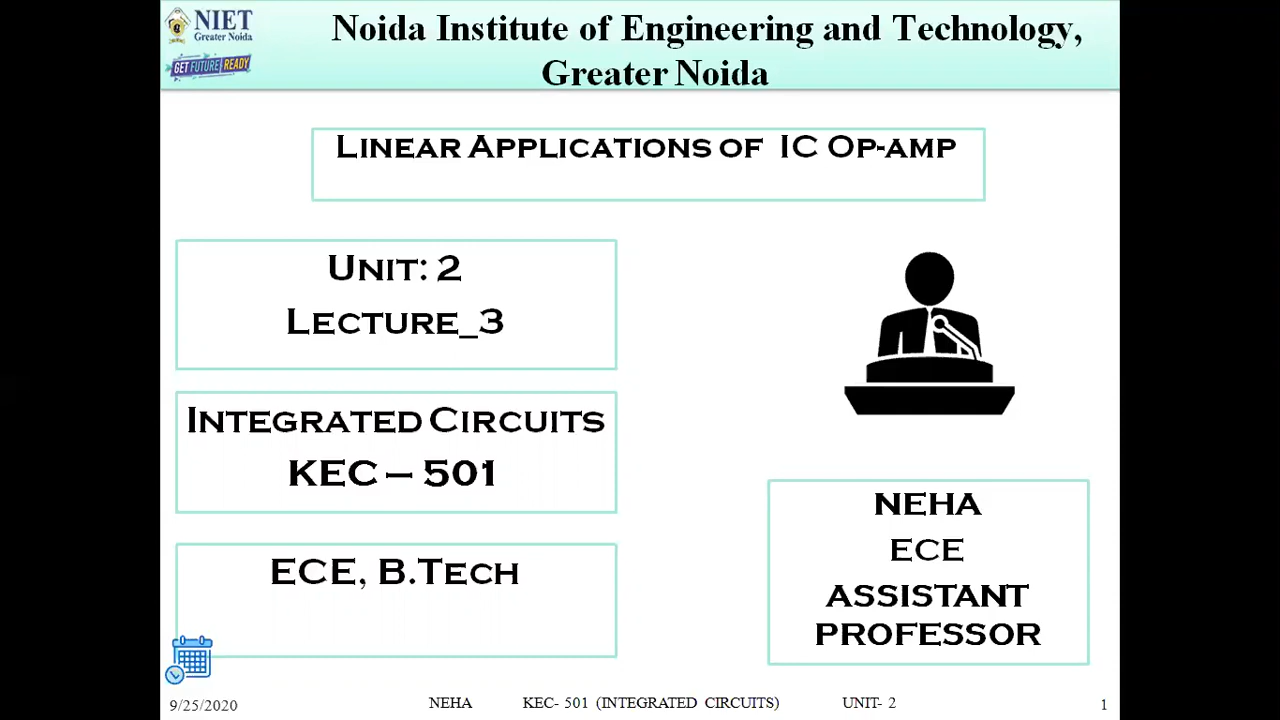 NIET
Greater Noida
GET FUTURE READY
Noida Institute of Engineering and Technology,
Greater Noida
Linear Applications of IC Op-amp
Unit: 2
Lecture_3
Integrated Circuits
KEC – 501
ECE, B.Tech
NEHA
ECE
ASSISTANT
PROFESSOR
9/25/2020
NEHA KEC- 501 (INTEGRATED CIRCUITS) UNIT- 2
1